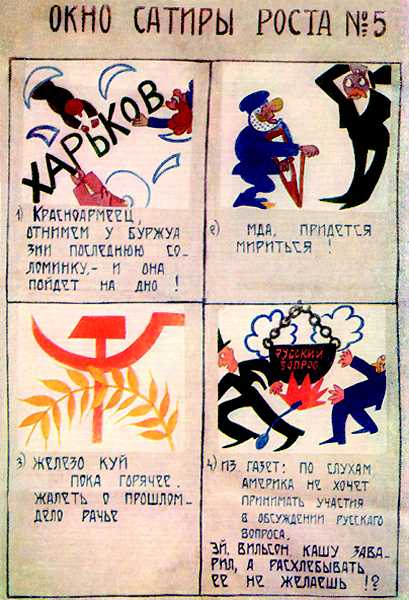 ОКНО САТИРЫ РОСТА №5
ХАРЬКОВ
1) КРАСНОАРМЕЕЦ,
ОТНИМЕМ У БУРЖУА
ЗИИ ПОСЛЕДНЮЮ СО-
ЛОМИНКУ,- И ОНА
ПОЙДЕТ НА ДНО !
2) МДА, ПРИДЕТСЯ
МИРИТЬСЯ !
3) ЖЕЛЕЗО КУЙ
ПОКА ГОРЯЧЕЕ.
ЖАЛЕТЬ О ПРОШЛОМ-
ДЕЛО РАЧЬЕ
РУССКИЙ
ВОПРОС
4) ИЗ ГАЗЕТ: ПО СЛУХАМ
АМЕРИКА НЕ ХОЧЕТ
ПРИНИМАТЬ УЧАСТИЯ
В ОБСУЖДЕНИИ РУССКАГО
ВОПРОСА.
ЭЙ, ВИЛЬСОН, КАШУ ЗАВА-
РИЛ, А РАСХЛЕБЫВАТЬ
ЕЕ НЕ ЖЕЛАЕШЬ !?